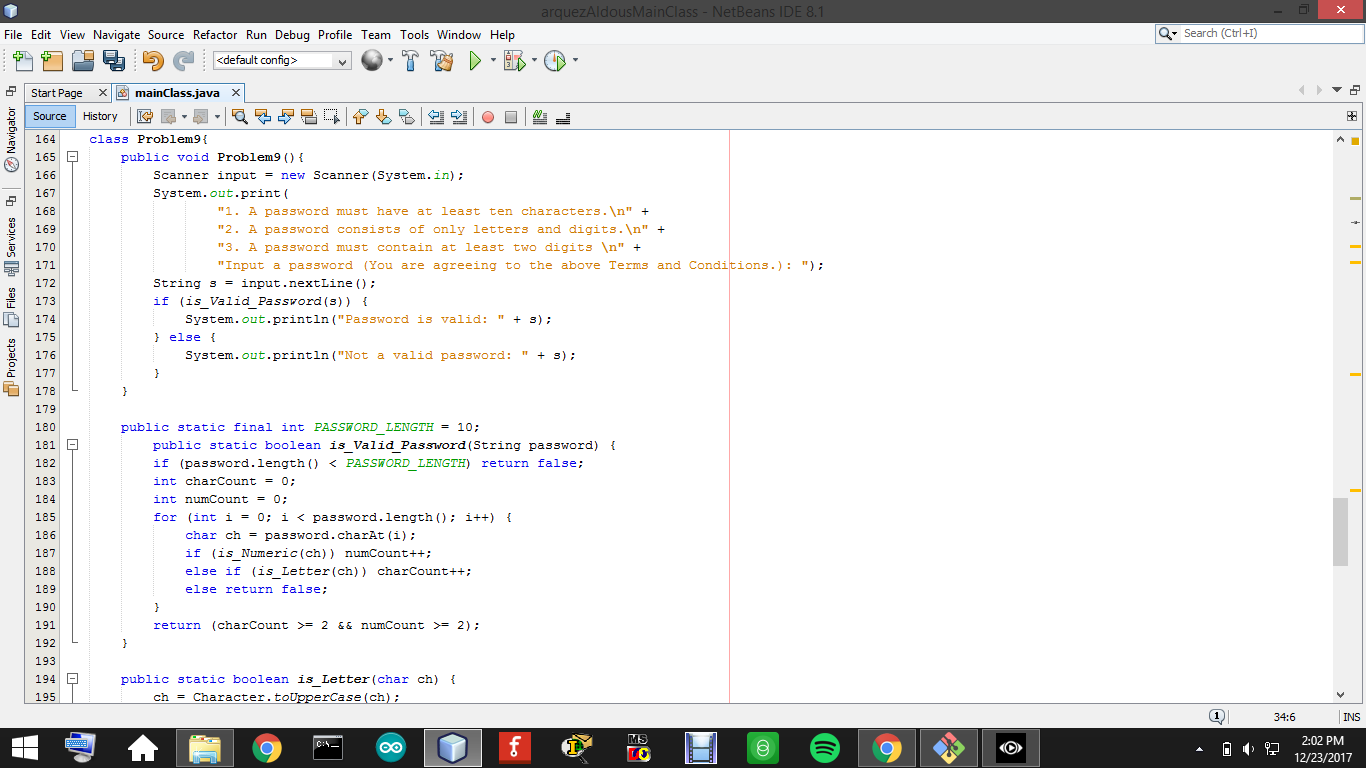 arquezAldousMainClass - NetBeans IDE 8.1
File Edit View Navigate Source Refactor Run Debug Profile Team Tools Window Help
Search (Ctrl+I)
<default config>
Start Page mainClass.java
Source History
Navigator
Services
Files
Projects
164 class Problem9{
165 public void Problem9(){
166 Scanner input = new Scanner(System.in);
167 System.out.print(
168 "1. A password must have at least ten characters.\n" +
169 "2. A password consists of only letters and digits.\n" +
170 "3. A password must contain at least two digits \n" +
171 "Input a password (You are agreeing to the above Terms and Conditions.): ");
172 String s = input.nextLine();
173 if (is_Valid_Password(s)) {
174 System.out.println("Password is valid: " + s);
175 } else {
176 System.out.println("Not a valid password: " + s);
177 }
178 }
179
180 public static final int PASSWORD_LENGTH = 10;
181 public static boolean is_Valid_Password(String password) {
182 if (password.length() < PASSWORD_LENGTH) return false;
183 int charCount = 0;
184 int numCount = 0;
185 for (int i = 0; i < password.length(); i++) {
186 char ch = password.charAt(i);
187 if (is_Numeric(ch)) numCount++;
188 else if (is_Letter(ch)) charCount++;
189 else return false;
190 }
191 return (charCount >= 2 && numCount >= 2);
192 }
193
194 public static boolean is_Letter(char ch) {
195 ch = Character.toUpperCase(ch);
1 34:6 INS
C:\_
MS
2:02 PM
12/23/2017